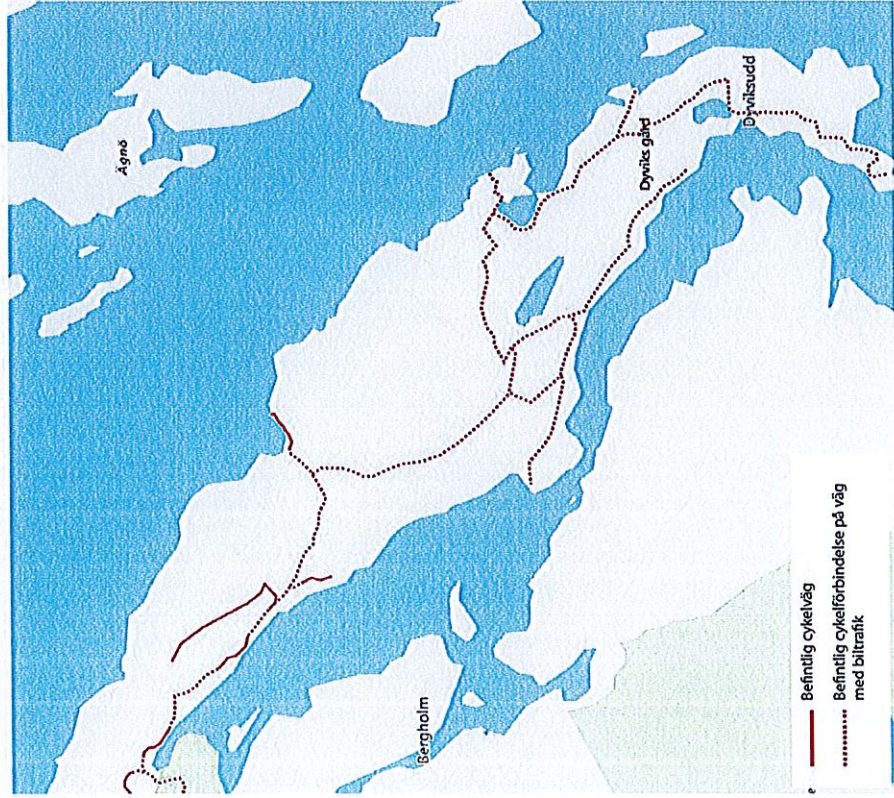 Ägnö
Dyviks gård
Dyviksudd
Bergholm
e
Befintlig cykelväg
Befintlig cykelförbindelse på väg
med biltrafik